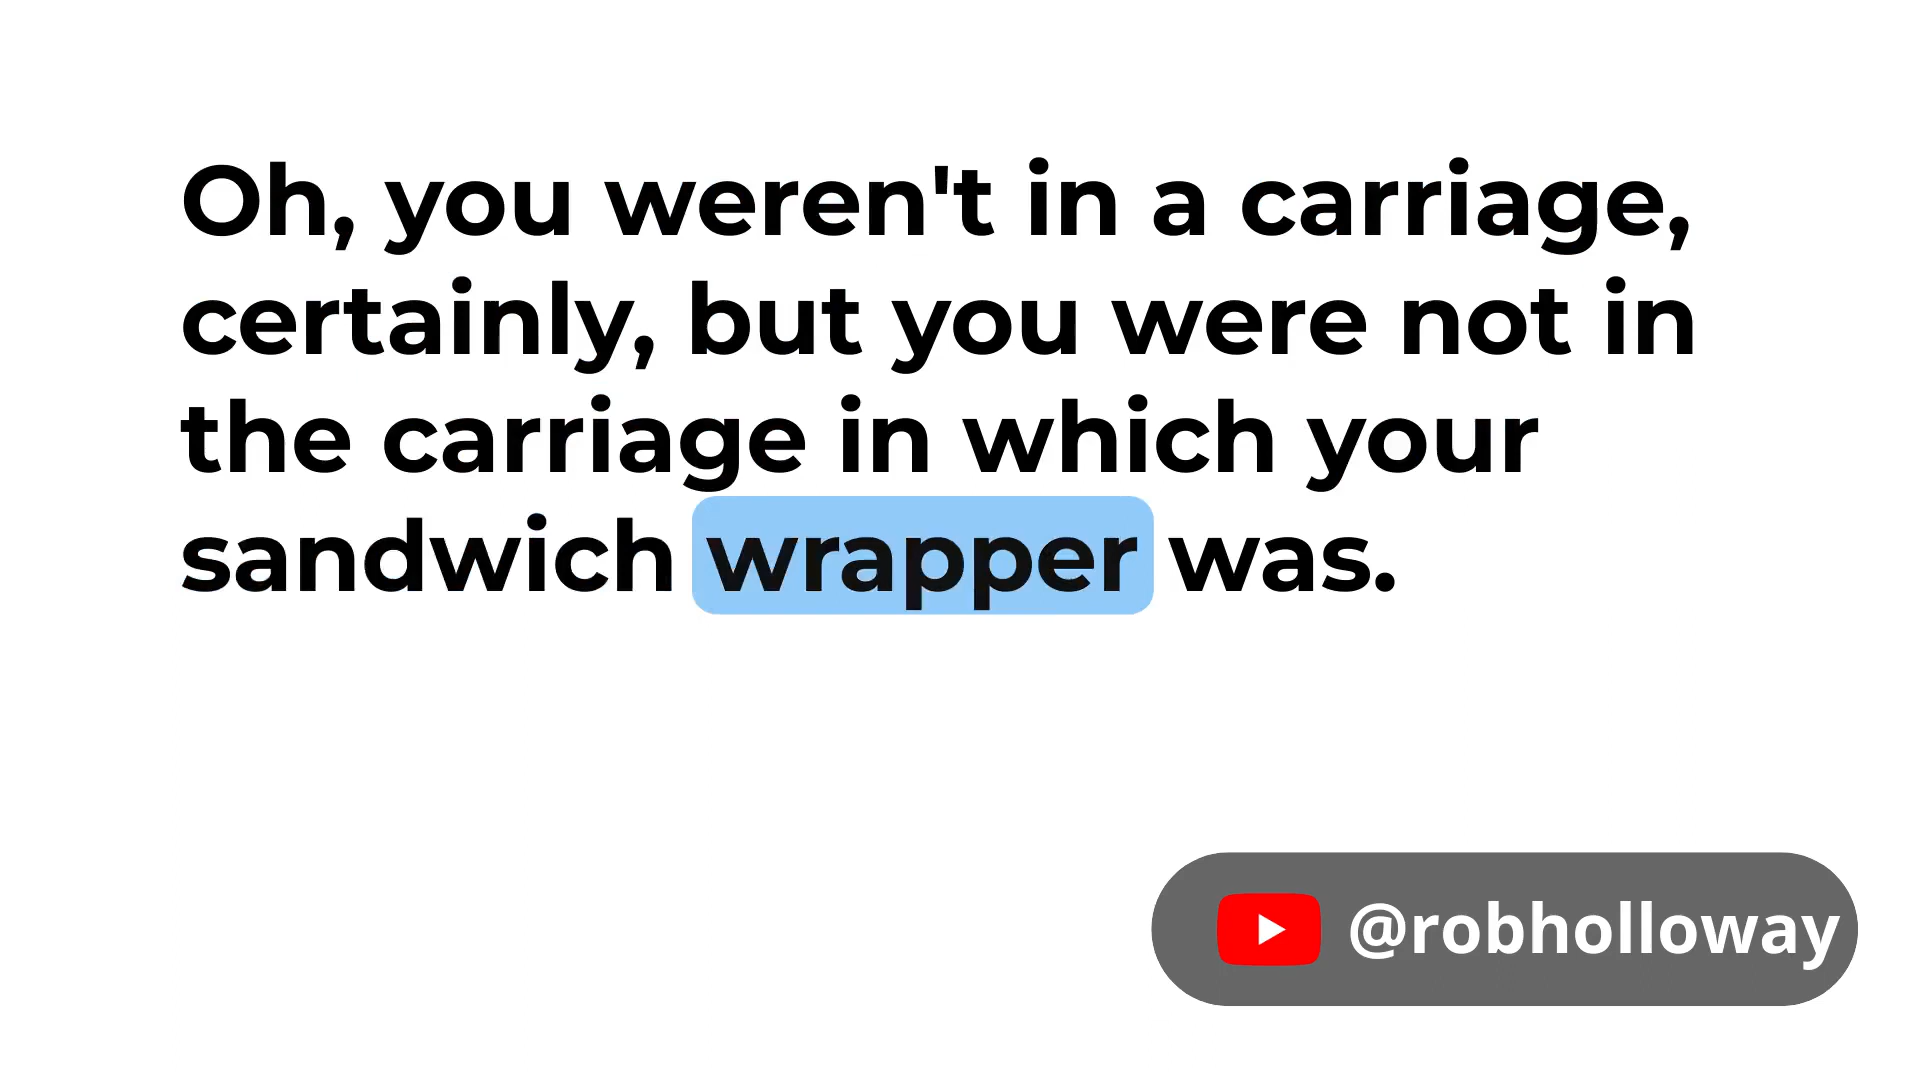 Oh, you weren't in a carriage,
certainly, but you were not in
the carriage in which your
sandwich wrapper was.
@robholloway